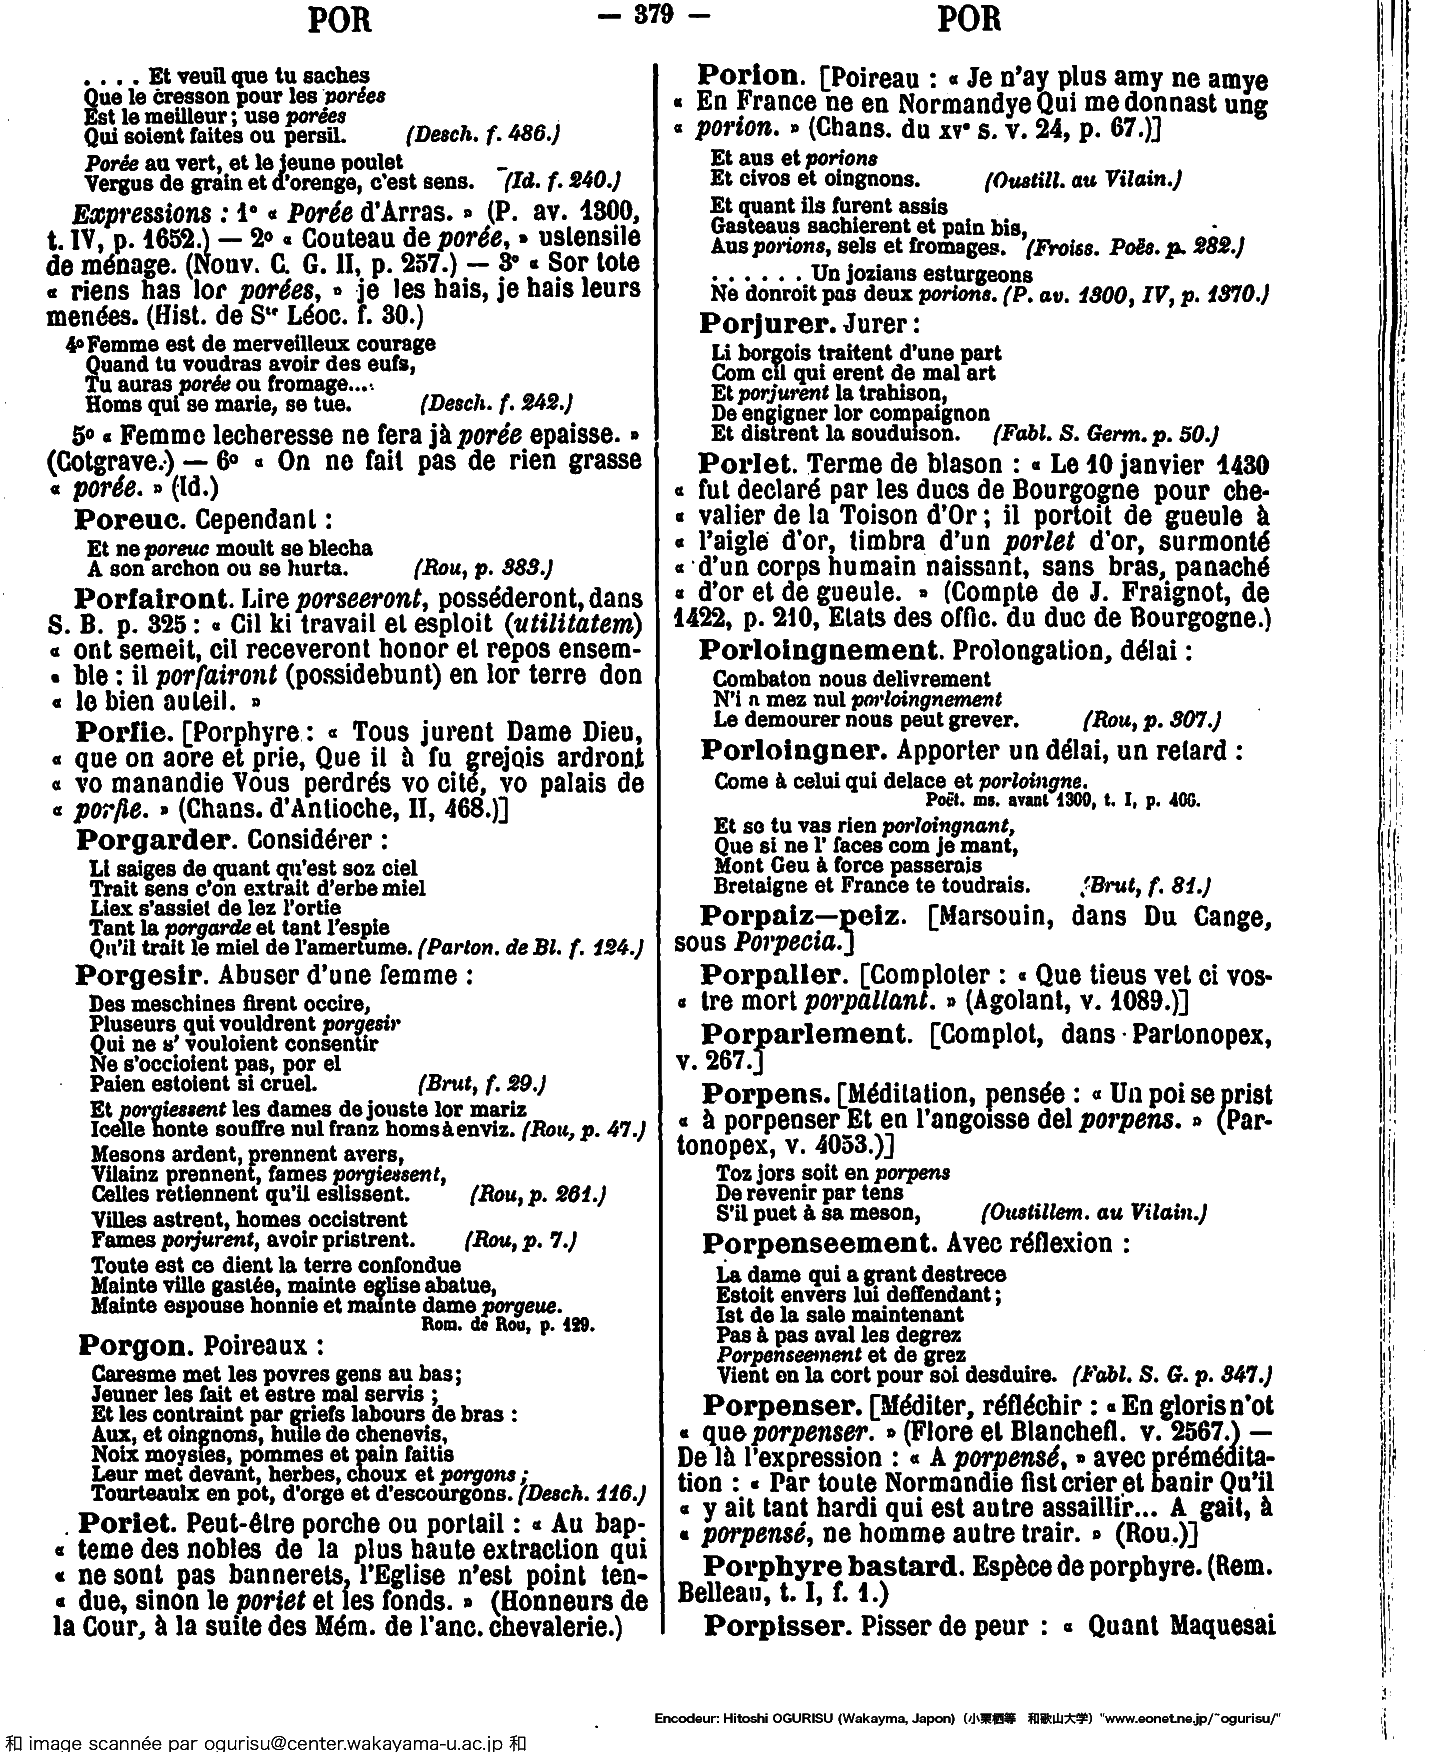 POR
— 379 —
POR
. . . . Et veuil que tu saches
Que le cresson pour les porées
Est le meilleur ; use porées
Qui soient faites ou persil. (Desch. f. 486.)
Porée au vert, et le jeune poulet
Vergus de grain et d'orenge, c'est sens. (Id. f. 240.)
Expressions : 1° « Porée d'Arras. » (P. av. 1300,
t. IV, p. 1652.) — 2° « Couteau de porée, » ustensile
de ménage. (Nouv. C. G. II, p. 257.) — 3° « Sor tote
« riens has lor porées, » je les hais, je hais leurs
menées. (Hist. de Ste Léoc. f. 30.)
4° Femme est de merveilleux courage
Quand tu voudras avoir des eufs,
Tu auras porée ou fromage...
Homs qui se marie, se tue. (Desch. f. 242.)
5° « Femme lecheresse ne fera jà porée epaisse. »
(Cotgrave.) — 6° « On ne fait pas de rien grasse
« porée. » (Id.)
Poreuc. Cependant :
Et ne poreuc moult se blecha
A son archon ou se hurta. (Rou, p. 383.)
Porfairont. Lire porseeront, posséderont, dans
S. B. p. 325 : « Cil ki travail et esploit (utilitatem)
« ont semeit, cil receveront honor et repos ensem-
« ble : il porfairont (possidebunt) en lor terre don
« le bien auteil. »
Porfie. [Porphyre : « Tous jurent Dame Dieu,
« que on aore et prie, Que il à fu grejois ardront
« vo manandie Vous perdrés vo cité, vo palais de
« porfie. » (Chans. d'Antioche, II, 468.)]
Porgarder. Considérer :
Li saiges de quant qu'est soz ciel
Trait sens c'on extrait d'erbe miel
Liex s'assiet de lez l'ortie
Tant la porgarde et tant l'espie
Qu'il trait le miel de l'amertume. (Parton. de Bl. f. 124.)
Porgesir. Abuser d'une femme :
Des meschines firent occire,
Pluseurs qui vouldrent porgesir
Qui ne s' vouloient consentir
Ne s'occioient pas, por el
Paien estoient si cruel. (Brut, f. 29.)
Et porgiessent les dames de jouste lor mariz
Icelle honte souffre nul franz homs à enviz. (Rou, p. 47.)
Mesons ardent, prennent avers,
Vilainz prennent, fames porgiessent,
Celles retiennent qu'il eslissent. (Rou, p. 261.)
Villes astrent, homes occistrent
Fames porjurent, avoir pristrent. (Rou, p. 7.)
Toute est ce dient la terre confondue
Mainte ville gastée, mainte eglise abatue,
Mainte espouse honnie et mainte dame porgeue.
Rom. de Rou, p. 129.
Porgon. Poireaux :
Caresme met les povres gens au bas ;
Jeuner les fait et estre mal servis ;
Et les contraint par griefs labours de bras :
Aux, et oingnons, huile de chenevis,
Noix moysies, pommes et pain faitis
Leur met devant, herbes, choux et porgons ;
Tourteaulx en pot, d'orge et d'escourgons. (Desch. 116.)
Poriet. Peut-être porche ou portail : « Au bap-
« teme des nobles de la plus haute extraction qui
« ne sont pas bannerets, l'Eglise n'est point ten-
« due, sinon le poriet et les fonds. » (Honneurs de
la Cour, à la suite des Mém. de l'anc. chevalerie.)
Porion. [Poireau : « Je n'ay plus amy ne amye
« En France ne en Normandye Qui me donnast ung
« porion. » (Chans. du xve s. v. 24, p. 67.)]
Et aus et porions
Et civos et oingnons. (Oustill. au Vilain.)
Et quant ils furent assis
Gasteaus sachierent et pain bis,
Aus porions, sels et fromages. (Froiss. Poës. p. 282.)
. . . . . . Un jozians esturgeons
Ne donroit pas deux porions. (P. av. 1300, IV, p. 1370.)
Porjurer. Jurer :
Li borgois traitent d'une part
Com cil qui erent de mal art
Et porjurent la trahison,
De engigner lor compaignon
Et distrent la souduison. (Fabl. S. Germ. p. 50.)
Porlet. Terme de blason : « Le 10 janvier 1430
« fut declaré par les ducs de Bourgogne pour che-
« valier de la Toison d'Or ; il portoit de gueule à
« l'aigle d'or, timbra d'un porlet d'or, surmonté
« d'un corps humain naissant, sans bras, panaché
« d'or et de gueule. » (Compte de J. Fraignot, de
1422, p. 210, Etats des offic. du duc de Bourgogne.)
Porloingnement. Prolongation, délai :
Combaton nous delivrement
N'i a mez nul porloingnement
Le demourer nous peut grever. (Rou, p. 307.)
Porloingner. Apporter un délai, un retard :
Come à celui qui delace et porloingne.
Poët. ms. avant 1300, t. I, p. 406.
Et se tu vas rien porloingnant,
Que si ne l' faces com je mant,
Mont Geu à force passerais
Bretaigne et France te toudrais. (Brut, f. 81.)
Porpaiz—peiz. [Marsouin, dans Du Cange,
sous Porpecia.]
Porpaller. [Comploter : « Que tieus vet ci vos-
« tre mort porpallant. » (Agolant, v. 1089.)]
Porparlement. [Complot, dans Partonopex,
v. 267.]
Porpens. [Méditation, pensée : « Un poi se prist
« à porpenser Et en l'angoisse del porpens. » (Par-
tonopex, v. 4053.)]
Toz jors soit en porpens
De revenir par tens
S'il puet à sa meson, (Oustillem. au Vilain.)
Porpenseement. Avec réflexion :
La dame qui a grant destrece
Estoit envers lui deffendant ;
Ist de la sale maintenant
Pas à pas aval les degrez
Porpenseement et de grez
Vient en la cort pour soi desduire. (Fabl. S. G. p. 347.)
Porpenser. [Méditer, réfléchir : « En gloris n'ot
« que porpenser. » (Flore et Blanchefl. v. 2567.) —
De là l'expression : « A porpensé, » avec prémédita-
tion : « Par toute Normandie fist crier et banir Qu'il
« y ait tant hardi qui est autre assaillir... A gait, à
« porpensé, ne homme autre trair. » (Rou.)]
Porphyre bastard. Espèce de porphyre. (Rem.
Belleau, t. I, f. 1.)
Porpisser. Pisser de peur : « Quant Maquesai
Encodeur: Hitoshi OGURISU (Wakayma, Japon) (小栗栖等 和歌山大学) "www.eonet.ne.jp/~ogurisu/"
和 image scannée par ogurisu@center.wakayama-u.ac.jp 和